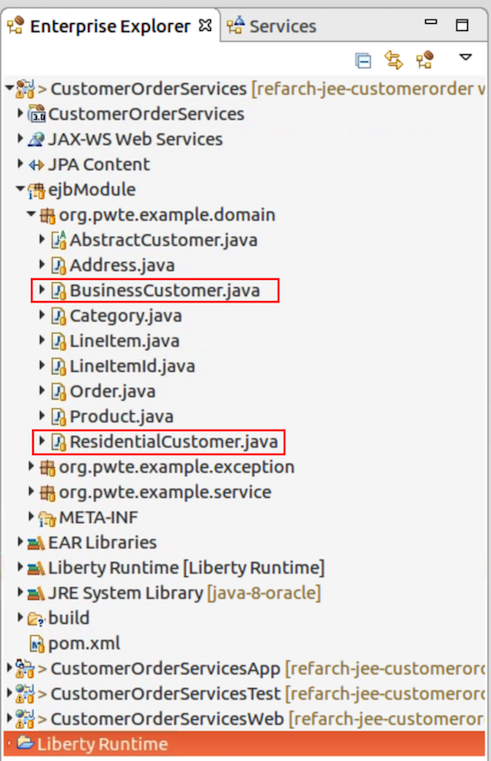 Enterprise Explorer Services
> CustomerOrderServices [refarch-jee-customerorder
CustomerOrderServices
JAX-WS Web Services
JPA Content
ejbModule
org.pwte.example.domain
AbstractCustomer.java
Address.java
BusinessCustomer.java
Category.java
LineItem.java
LineItemId.java
Order.java
Product.java
ResidentialCustomer.java
org.pwte.example.exception
org.pwte.example.service
META-INF
EAR Libraries
Liberty Runtime [Liberty Runtime]
JRE System Library [java-8-oracle]
build
pom.xml
> CustomerOrderServicesApp [refarch-jee-customerord
> CustomerOrderServicesTest [refarch-jee-customerord
> CustomerOrderServicesWeb [refarch-jee-customeror
Liberty Runtime